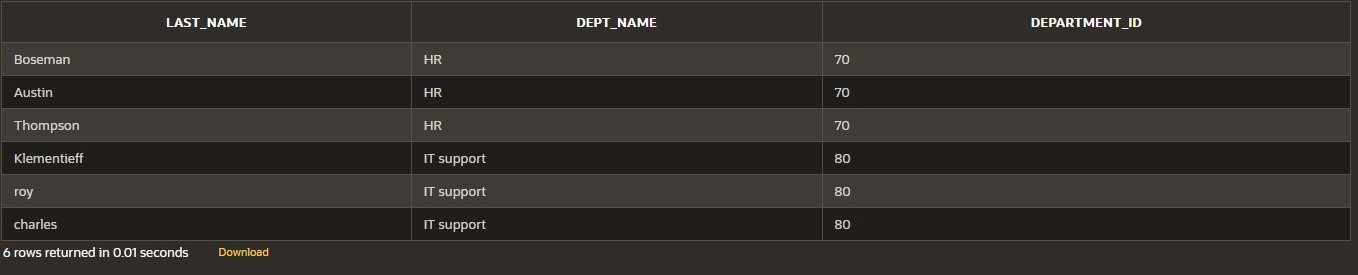 LAST_NAME DEPT_NAME DEPARTMENT_ID
Boseman HR 70
Austin HR 70
Thompson HR 70
Klementieff IT support 80
roy IT support 80
charles IT support 80
6 rows returned in 0.01 seconds Download